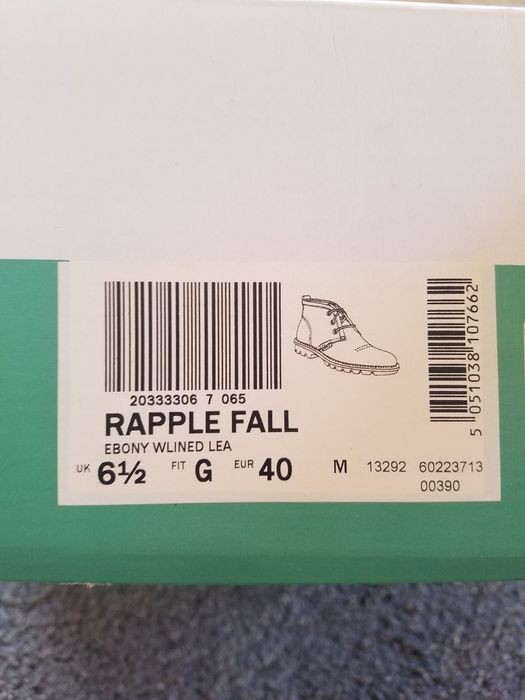 20333306 7 065
RAPPLE FALL
EBONY WLINED LEA
UK 6½ FIT G EUR 40 M 13292 60223713
00390
5 051038 107662